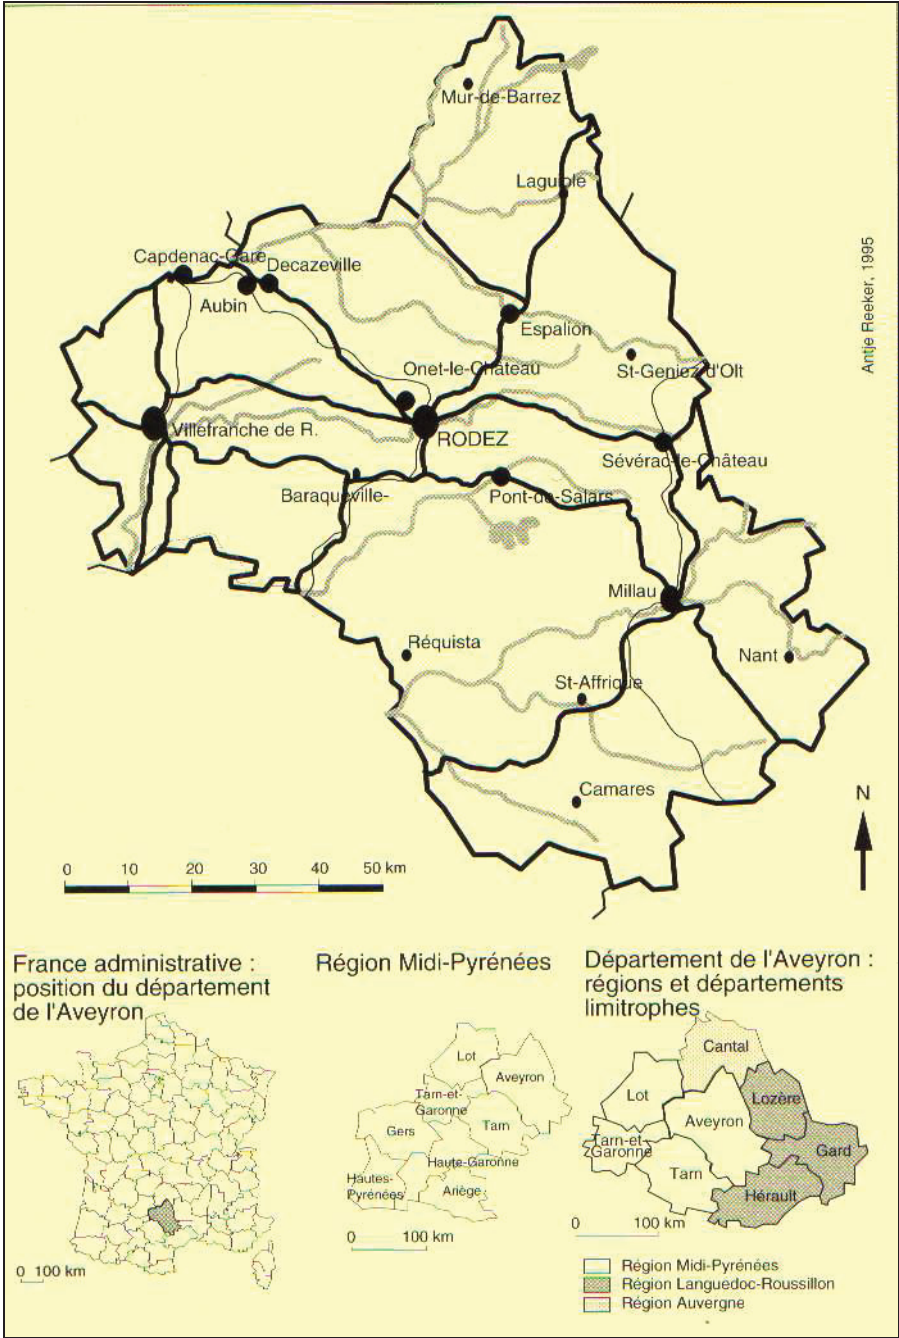 Mur-de-Barrez
Laguiole
Antje Reeker, 1995
Capdenac-Gare
Decazeville
Aubin
Espalion
Onet-le-Château
St-Geniez d'Olt
Villefranche de R.
RODEZ
Sévérac-le-Château
Baraqueville-
Pont-de-Salars
Millau
Réquista
Nant
St-Affrique
Camares
N
0 10 20 30 40 50 km
France administrative :
position du département
de l'Aveyron
0 100 km
Région Midi-Pyrénées
Lot
Aveyron
Tarn-et-
Garonne
Gers
Tarn
Haute-Garonne
Hautes-
Pyrénées
Ariège
0 100 km
Département de l'Aveyron :
régions et départements
limitrophes
Cantal
Lot
Lozère
Aveyron
Tarn-et-
Garonne
Gard
Tarn
Hérault
0 100 km
Région Midi-Pyrénées
Région Languedoc-Roussillon
Région Auvergne